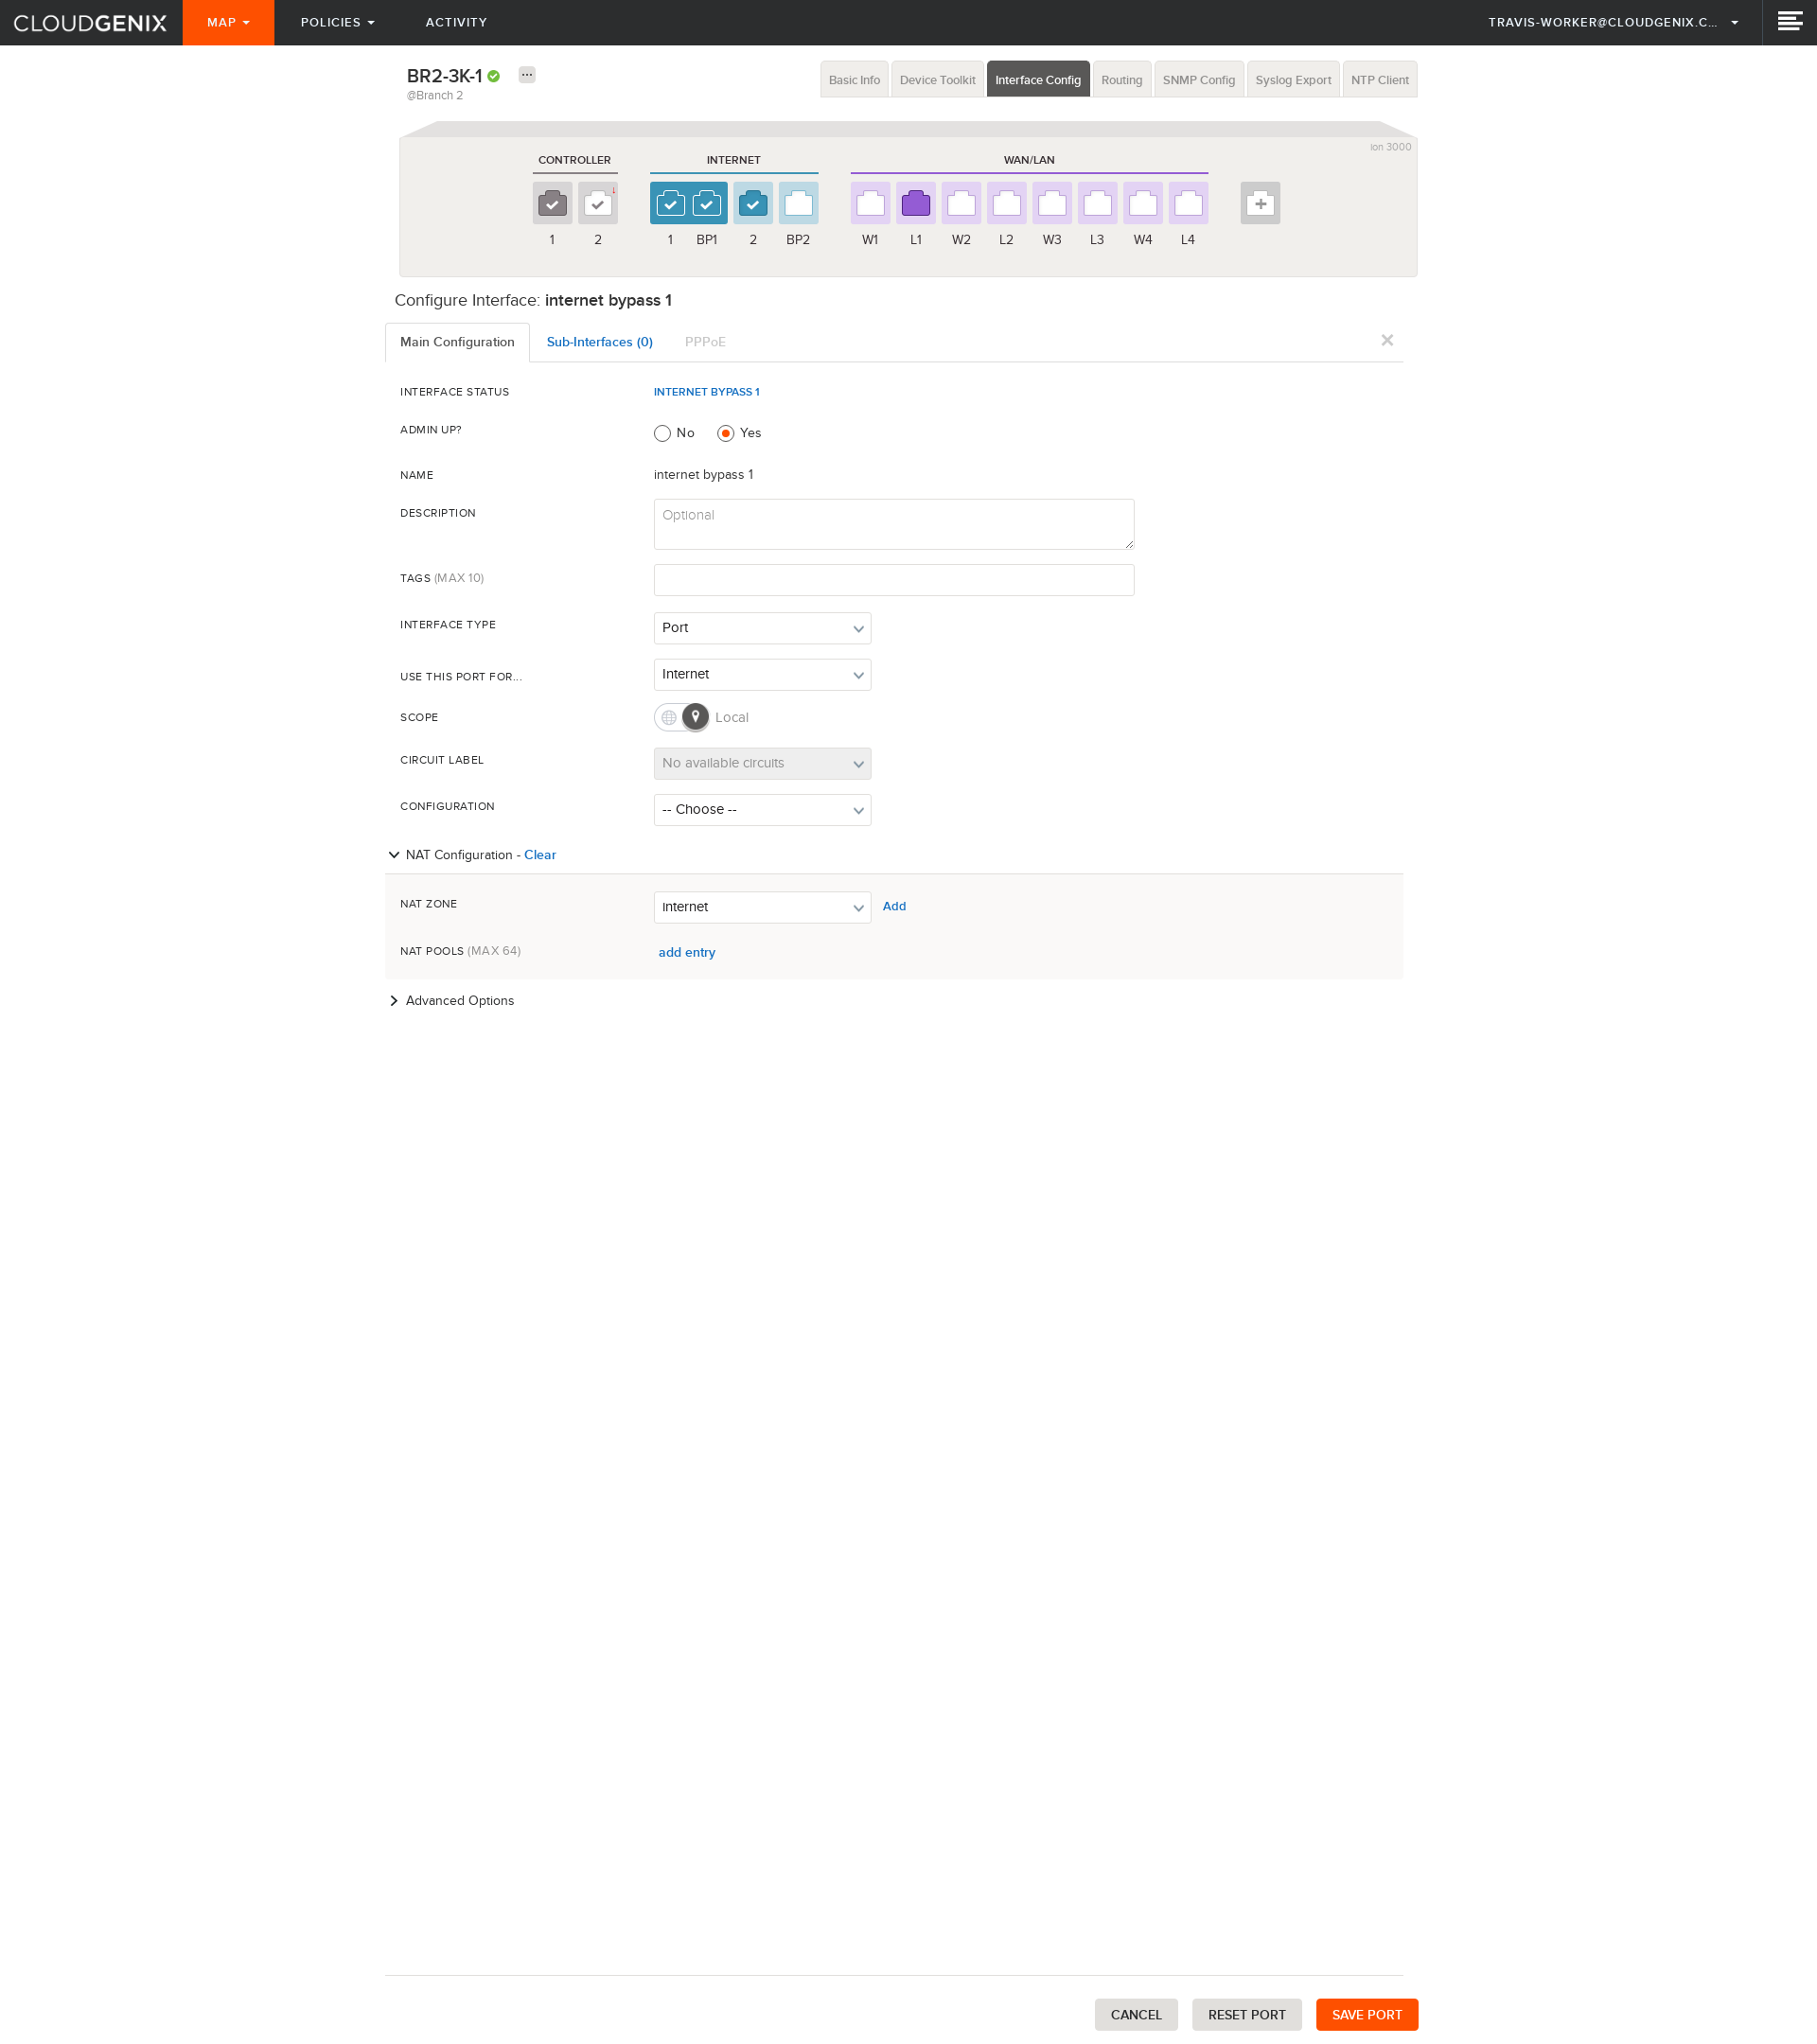 CLOUDGENIX MAP POLICIES ACTIVITY TRAVIS-WORKER@CLOUDGENIX.C...
BR2-3K-1
@Branch 2
Basic Info Device Toolkit Interface Config Routing SNMP Config Syslog Export NTP Client
ion 3000
CONTROLLER INTERNET WAN/LAN
1 2 1 BP1 2 BP2 W1 L1 W2 L2 W3 L3 W4 L4
Configure Interface: internet bypass 1
Main Configuration Sub-Interfaces (0) PPPoE
INTERFACE STATUS INTERNET BYPASS 1
ADMIN UP? No Yes
NAME internet bypass 1
DESCRIPTION Optional
TAGS (MAX 10)
INTERFACE TYPE Port
USE THIS PORT FOR... Internet
SCOPE Local
CIRCUIT LABEL No available circuits
CONFIGURATION -- Choose --
NAT Configuration - Clear
NAT ZONE internet Add
NAT POOLS (MAX 64) add entry
Advanced Options
CANCEL RESET PORT SAVE PORT